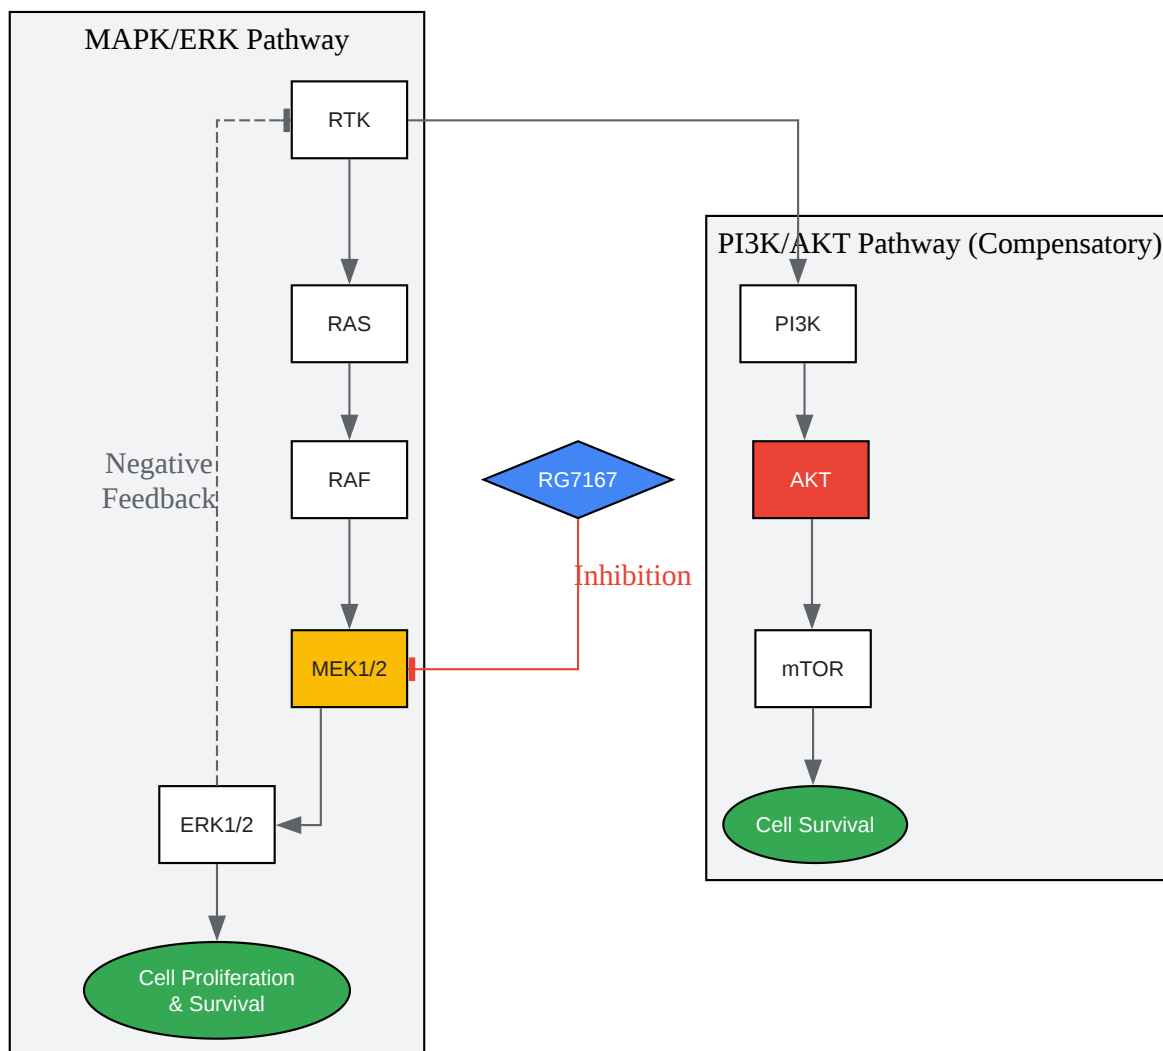 MAPK/ERK Pathway
RTK
RAS
RAF
Negative
Feedback
MEK1/2
ERK1/2
Cell Proliferation
& Survival
RG7167
Inhibition
PI3K/AKT Pathway (Compensatory)
PI3K
AKT
mTOR
Cell Survival